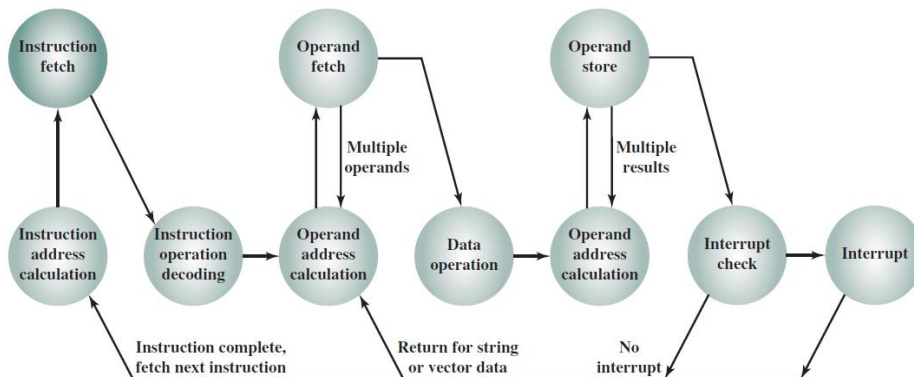 Instruction
fetch
Operand
fetch
Operand
store
Multiple
operands
Multiple
results
Instruction
address
calculation
Instruction
operation
decoding
Operand
address
calculation
Data
operation
Operand
address
calculation
Interrupt
check
Interrupt
Instruction complete,
fetch next instruction
Return for string
or vector data
No
interrupt